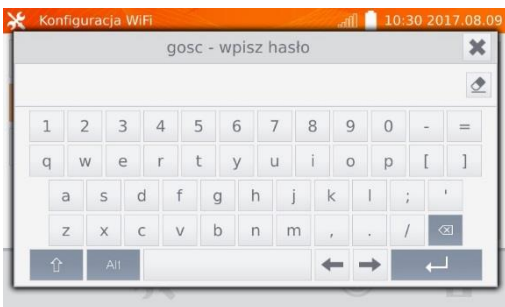 Konfiguracja WiFi 10:30 2017.08.09
gosc - wpisz hasło
1 2 3 4 5 6 7 8 9 0 - =
q w e r t y u i o p [ ]
a s d f g h j k l ; '
z x c v b n m , . /
Alt